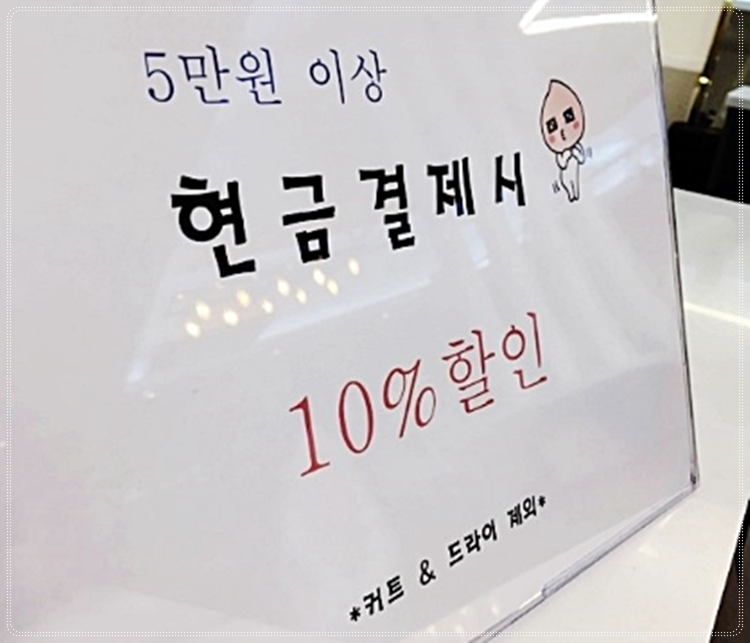 5만원 이상
현금결제시
10%할인
*커트 & 드라이 제외*